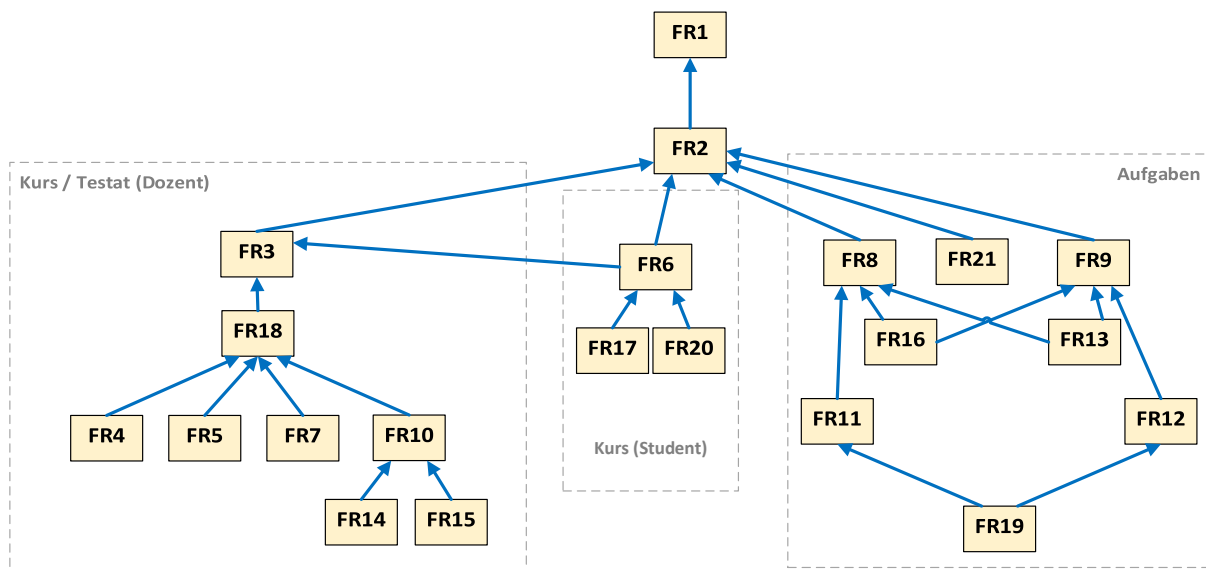 FR1
FR2
Kurs / Testat (Dozent)
Aufgaben
FR3
FR6
FR8
FR21
FR9
FR18
FR17
FR20
FR16
FR13
FR4
FR5
FR7
FR10
FR11
FR12
Kurs (Student)
FR14
FR15
FR19